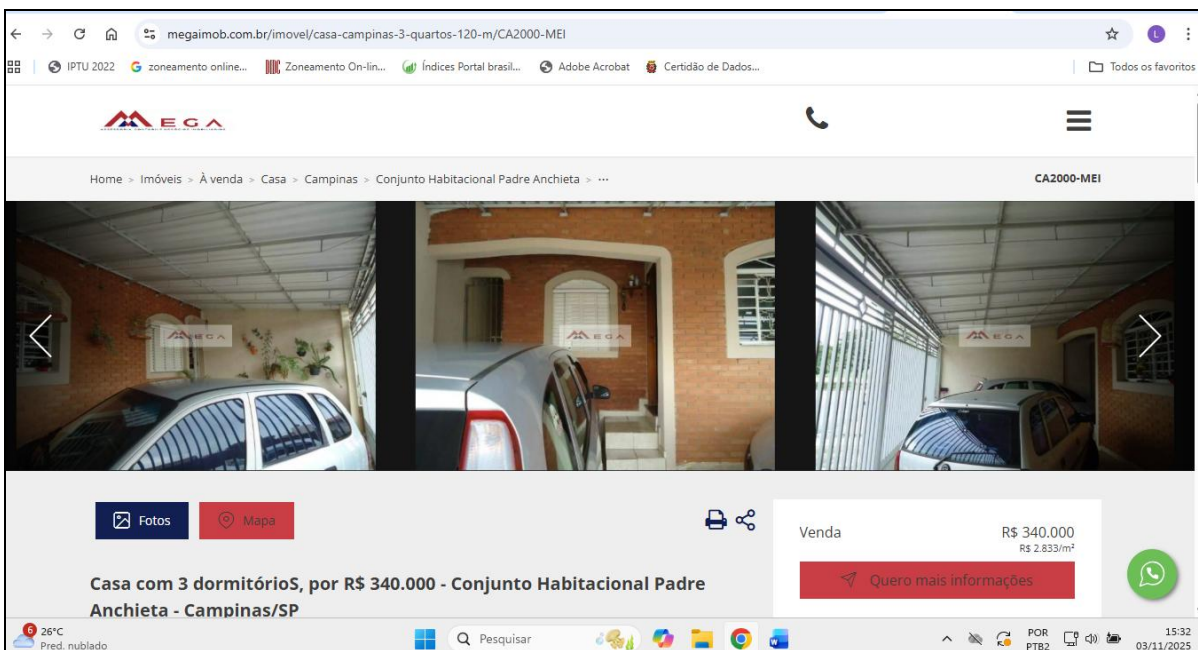 megaimob.com.br/imovel/casa-campinas-3-quartos-120-m/CA2000-MEI
L
IPTU 2022
zoneamento online...
Zoneamento On-lin...
Índices Portal brasil...
Adobe Acrobat
Certidão de Dados...
Todos os favoritos
MEGA
Home > Imóveis > À venda > Casa > Campinas > Conjunto Habitacional Padre Anchieta > ...
CA2000-MEI
MEGA
MEGA
MEGA
Fotos
Mapa
Venda
R$ 340.000
R$ 2.833/m²
Quero mais informações
Casa com 3 dormitórioS, por R$ 340.000 - Conjunto Habitacional Padre
Anchieta - Campinas/SP
6
26°C
Pred. nublado
Pesquisar
POR
PTB2
15:32
03/11/2025